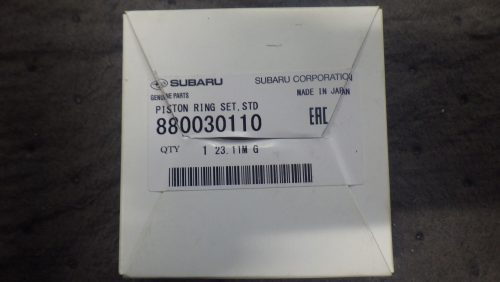 SUBARU SUBARU CORPORATION
GENUINE PARTS MADE IN JAPAN
PISTON RING SET, STD
880030110 EAC
QTY 1 23.11M G